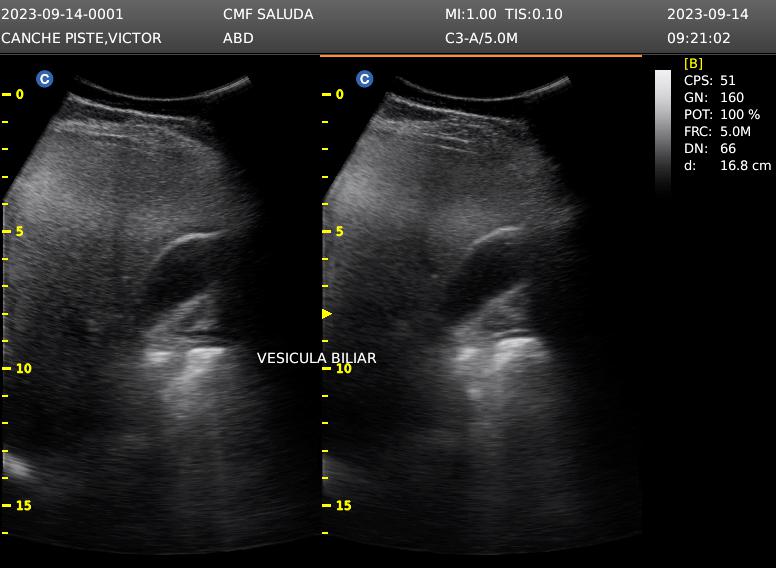 2023-09-14-0001 CMF SALUDA MI:1.00 TIS:0.10 2023-09-14
CANCHE PISTE,VICTOR ABD C3-A/5.0M 09:21:02
C C
[B]
CPS: 51
GN: 160
POT: 100 %
FRC: 5.0M
DN: 66
d: 16.8 cm
0 0
5 5
VESICULA BILIAR
10 10
15 15